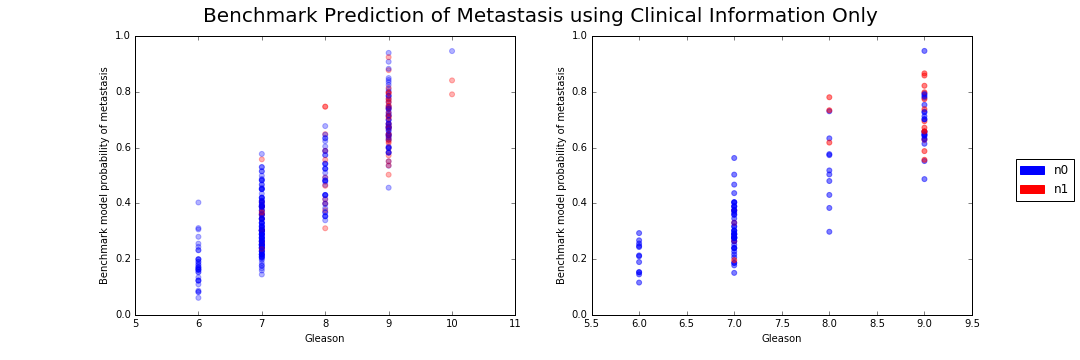 Benchmark Prediction of Metastasis using Clinical Information Only
Benchmark model probability of metastasis
1.0
0.8
0.6
0.4
0.2
0.0
5 6 7 8 9 10 11
Gleason
Benchmark model probability of metastasis
1.0
0.8
0.6
0.4
0.2
0.0
5.5 6.0 6.5 7.0 7.5 8.0 8.5 9.0 9.5
Gleason
n0
n1